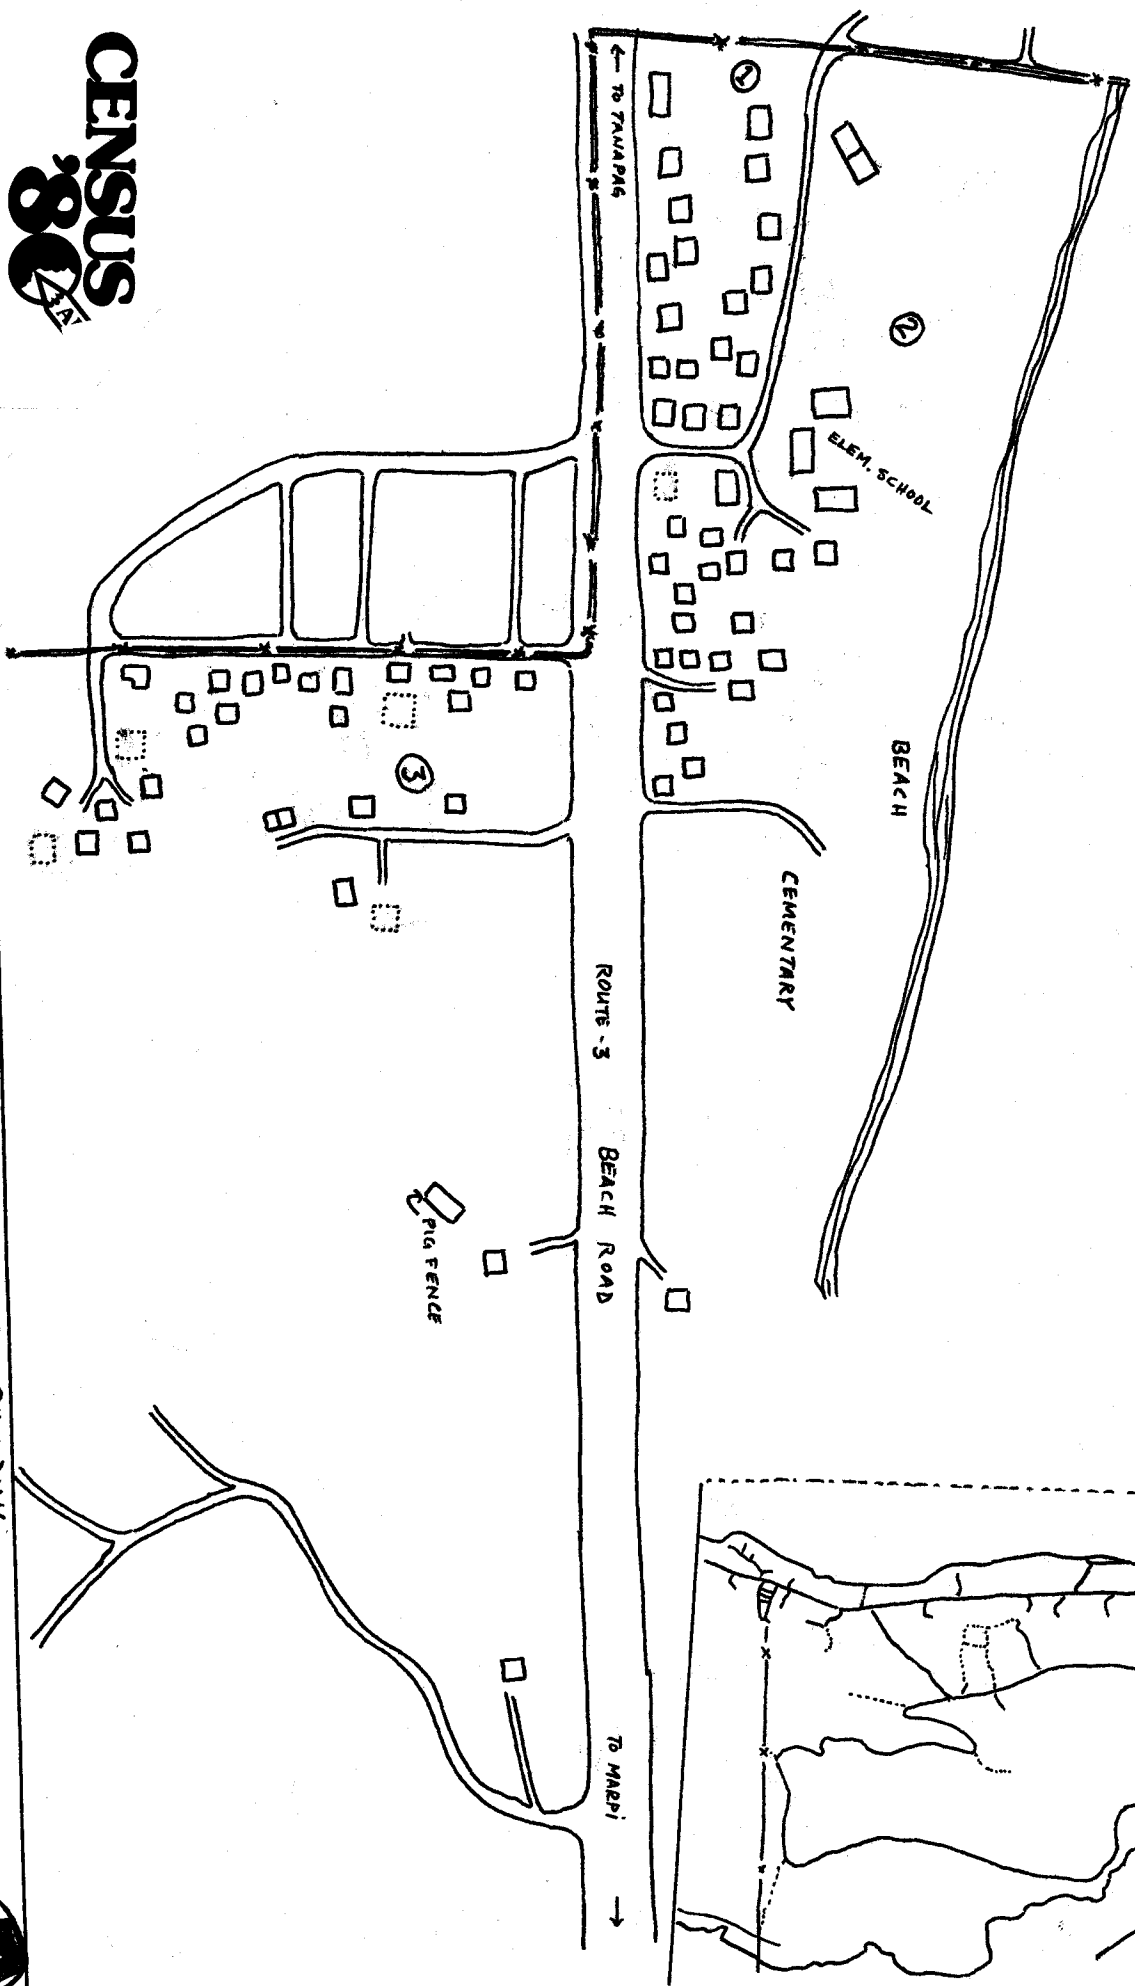 CENSUS
'80
← TO TANAPAG
1
2
ELEM. SCHOOL
BEACH
3
CEMENTARY
ROUTE-3 BEACH ROAD
PIG FENCE
TO MARPI →